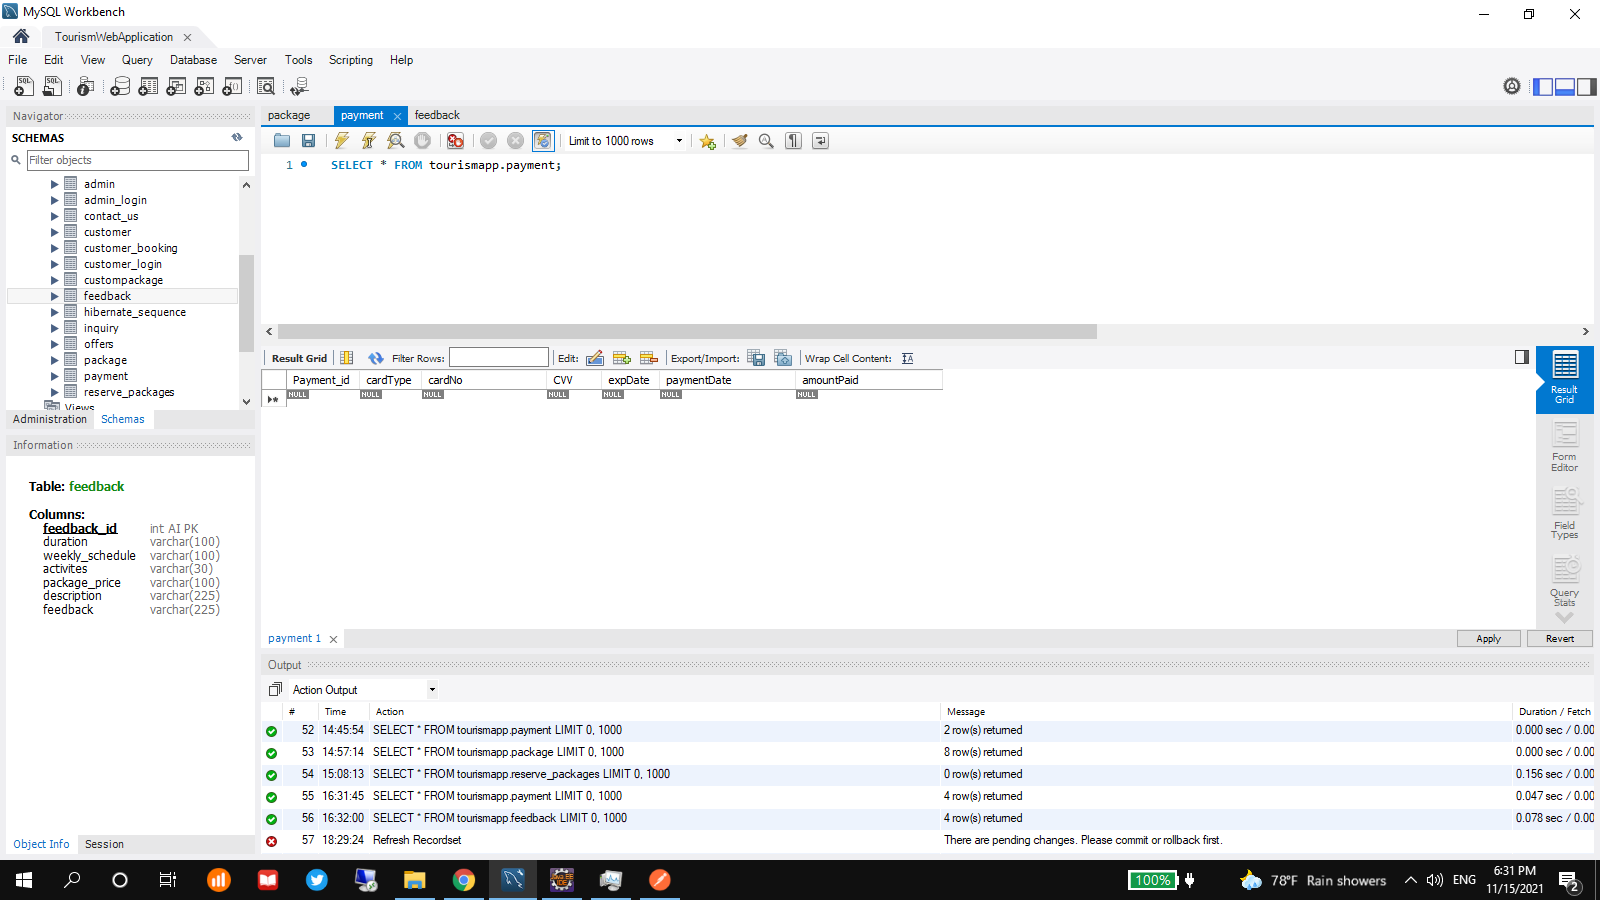 MySQL Workbench
TourismWebApplication
File Edit View Query Database Server Tools Scripting Help
Navigator
SCHEMAS
Filter objects
admin
admin_login
contact_us
customer
customer_booking
customer_login
custompackage
feedback
hibernate_sequence
inquiry
offers
package
payment
reserve_packages
Views
Administration Schemas
Information
Table: feedback
Columns:
feedback_id int AI PK
duration varchar(100)
weekly_schedule varchar(100)
activites varchar(30)
package_price varchar(100)
description varchar(225)
feedback varchar(225)
Object Info Session
package payment feedback
Limit to 1000 rows
1 SELECT * FROM tourismapp.payment;
Result Grid Filter Rows: Edit: Export/Import: Wrap Cell Content:
Payment_id cardType cardNo CVV expDate paymentDate amountPaid
NULL NULL NULL NULL NULL NULL NULL
Result
Grid
Form
Editor
Field
Types
Query
Stats
payment 1
Apply Revert
Output
Action Output
# Time Action Message Duration / Fetch
52 14:45:54 SELECT * FROM tourismapp.payment LIMIT 0, 1000 2 row(s) returned 0.000 sec / 0.00
53 14:57:14 SELECT * FROM tourismapp.package LIMIT 0, 1000 8 row(s) returned 0.000 sec / 0.00
54 15:08:13 SELECT * FROM tourismapp.reserve_packages LIMIT 0, 1000 0 row(s) returned 0.156 sec / 0.00
55 16:31:45 SELECT * FROM tourismapp.payment LIMIT 0, 1000 4 row(s) returned 0.047 sec / 0.00
56 16:32:00 SELECT * FROM tourismapp.feedback LIMIT 0, 1000 4 row(s) returned 0.078 sec / 0.00
57 18:29:24 Refresh Recordset There are pending changes. Please commit or rollback first.
100% 78°F Rain showers ENG
6:31 PM
11/15/2021
2